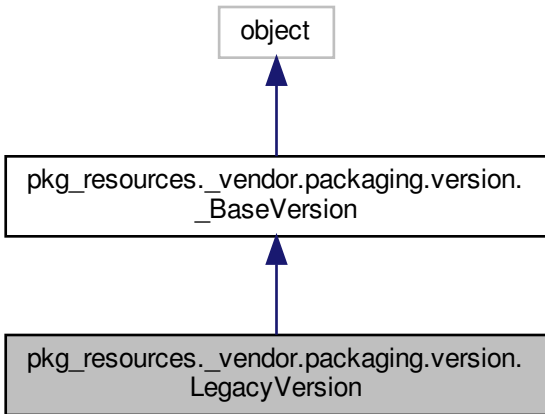 object
pkg_resources._vendor.packaging.version.
_BaseVersion
pkg_resources._vendor.packaging.version.
LegacyVersion